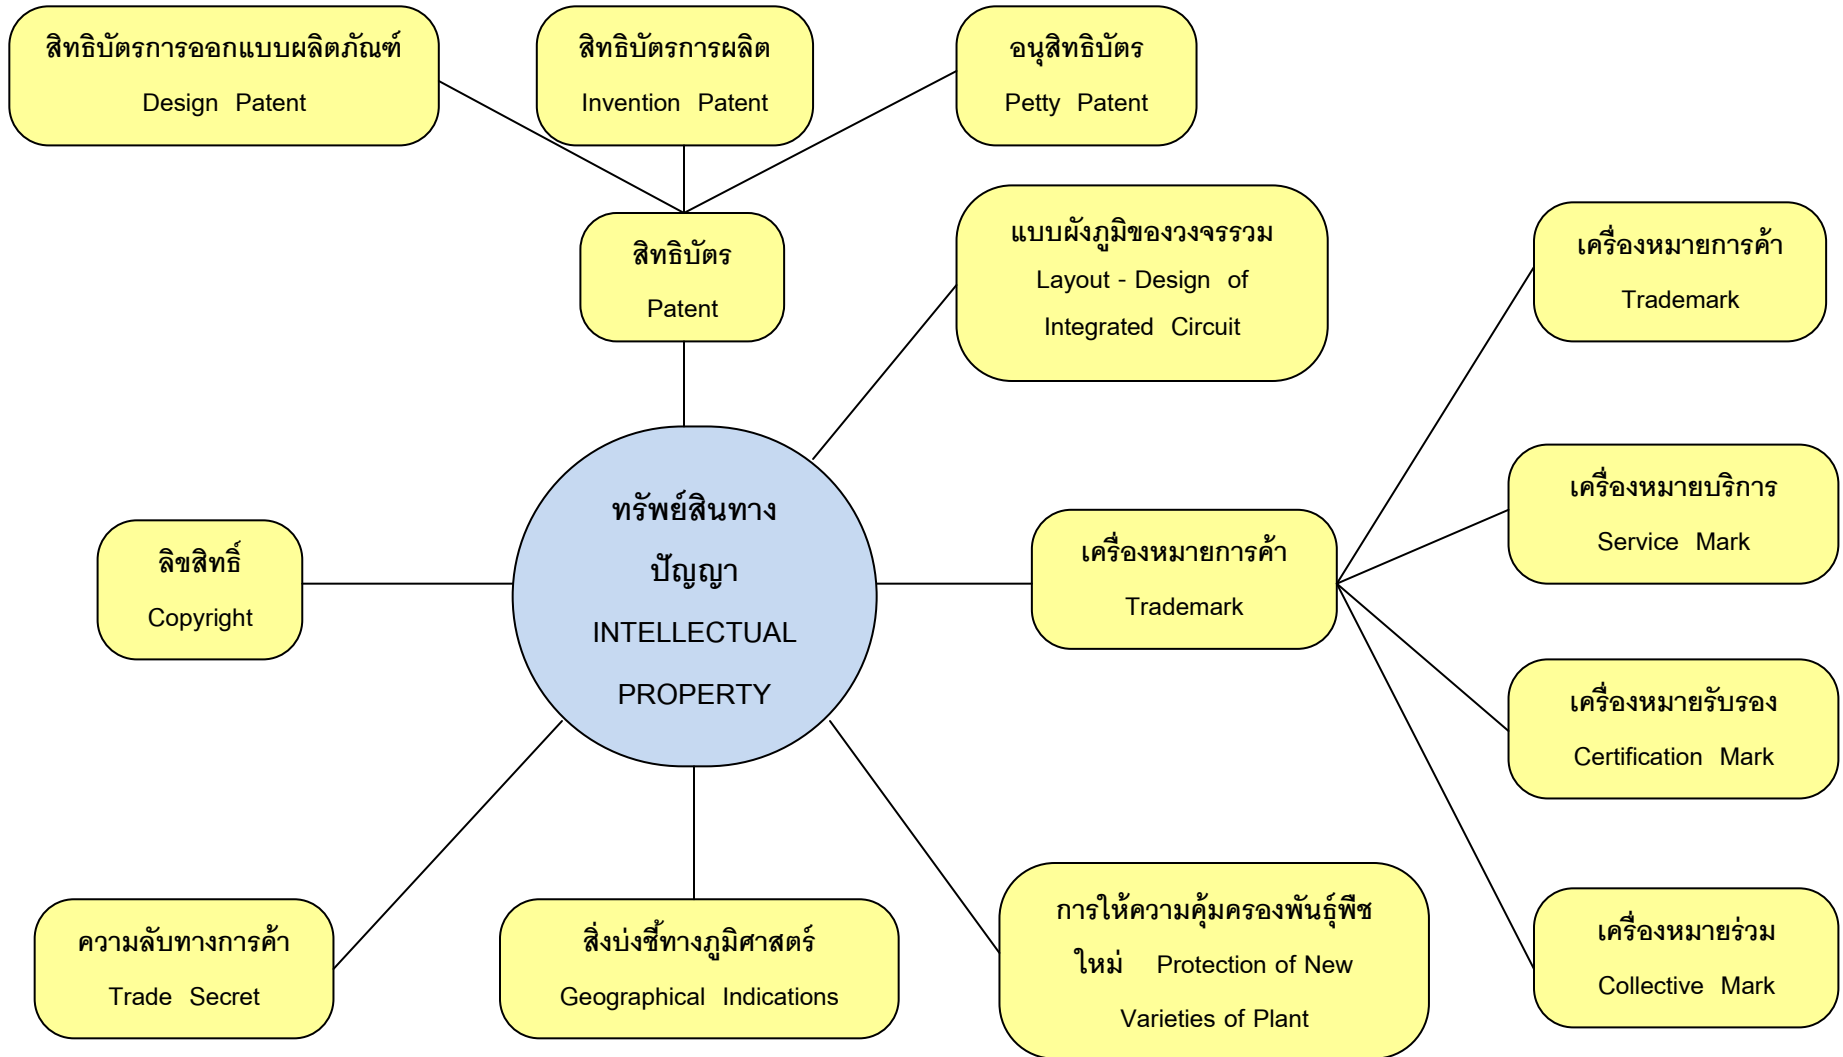 สิทธิบัตรการออกแบบผลิตภัณฑ์
Design Patent
สิทธิบัตรการผลิต
Invention Patent
อนุสิทธิบัตร
Petty Patent
สิทธิบัตร
Patent
แบบผังภูมิของวงจรรวม
Layout - Design of
Integrated Circuit
เครื่องหมายการค้า
Trademark
เครื่องหมายบริการ
Service Mark
ทรัพย์สินทาง
ปัญญา
INTELLECTUAL
PROPERTY
ลิขสิทธิ์
Copyright
เครื่องหมายการค้า
Trademark
เครื่องหมายรับรอง
Certification Mark
ความลับทางการค้า
Trade Secret
สิ่งบ่งชี้ทางภูมิศาสตร์
Geographical Indications
การให้ความคุ้มครองพันธุ์พืช
ใหม่ Protection of New
Varieties of Plant
เครื่องหมายร่วม
Collective Mark